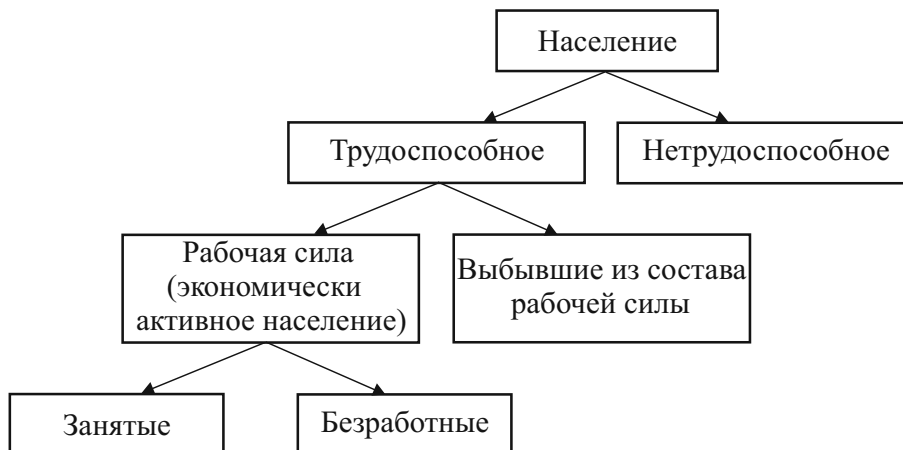 Население
Трудоспособное
Нетрудоспособное
Рабочая сила
(экономически
активное население)
Выбывшие из состава
рабочей силы
Занятые
Безработные